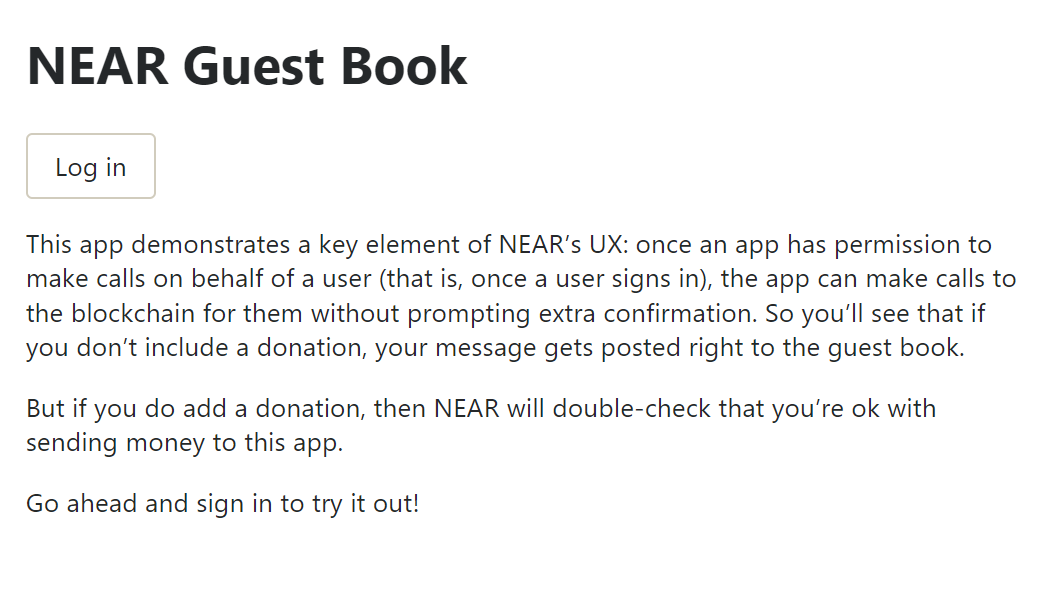 NEAR Guest Book
Log in
This app demonstrates a key element of NEAR’s UX: once an app has permission to
make calls on behalf of a user (that is, once a user signs in), the app can make calls to
the blockchain for them without prompting extra confirmation. So you’ll see that if
you don’t include a donation, your message gets posted right to the guest book.
But if you do add a donation, then NEAR will double-check that you’re ok with
sending money to this app.
Go ahead and sign in to try it out!